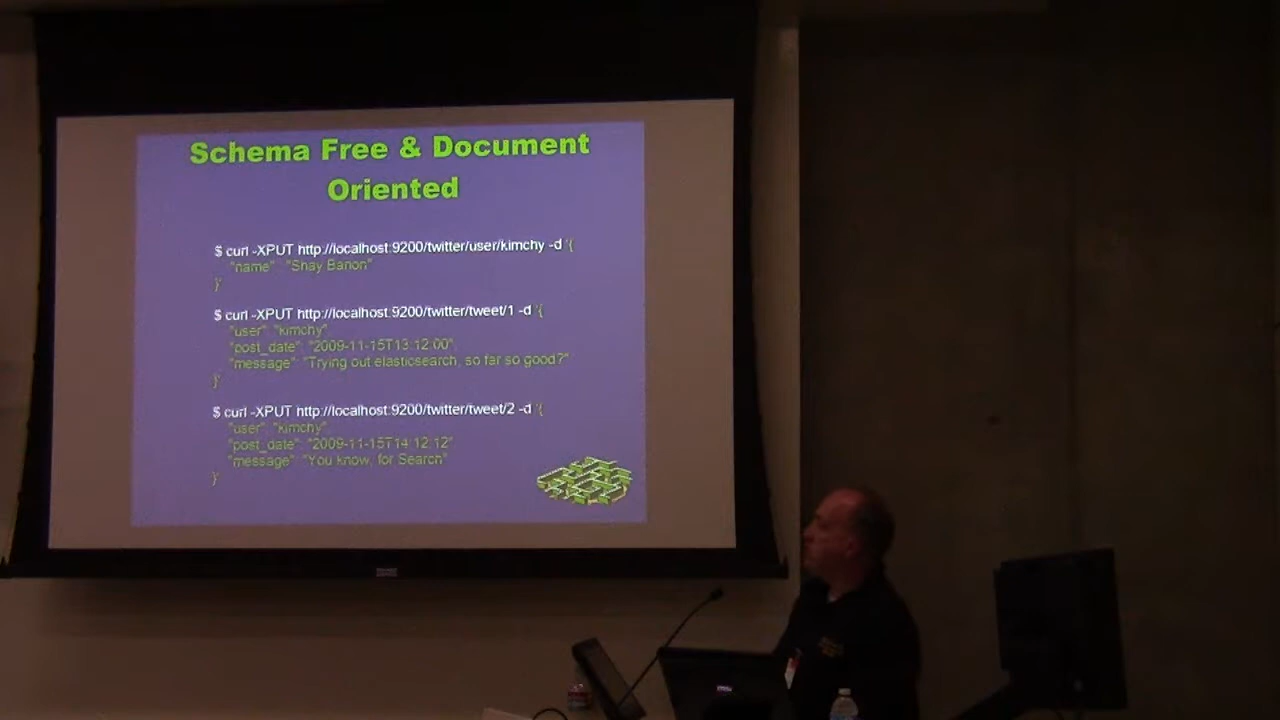 Schema Free & Document
Oriented
$ curl -XPUT http://localhost:9200/twitter/user/kimchy -d '{
"name": "Shay Banon"
}'
$ curl -XPUT http://localhost:9200/twitter/tweet/1 -d '{
"user": "kimchy",
"post_date": "2009-11-15T13:12:00",
"message": "Trying out elasticsearch, so far so good?"
}'
$ curl -XPUT http://localhost:9200/twitter/tweet/2 -d '{
"user": "kimchy",
"post_date": "2009-11-15T14:12:12",
"message": "You know, for Search"
}'